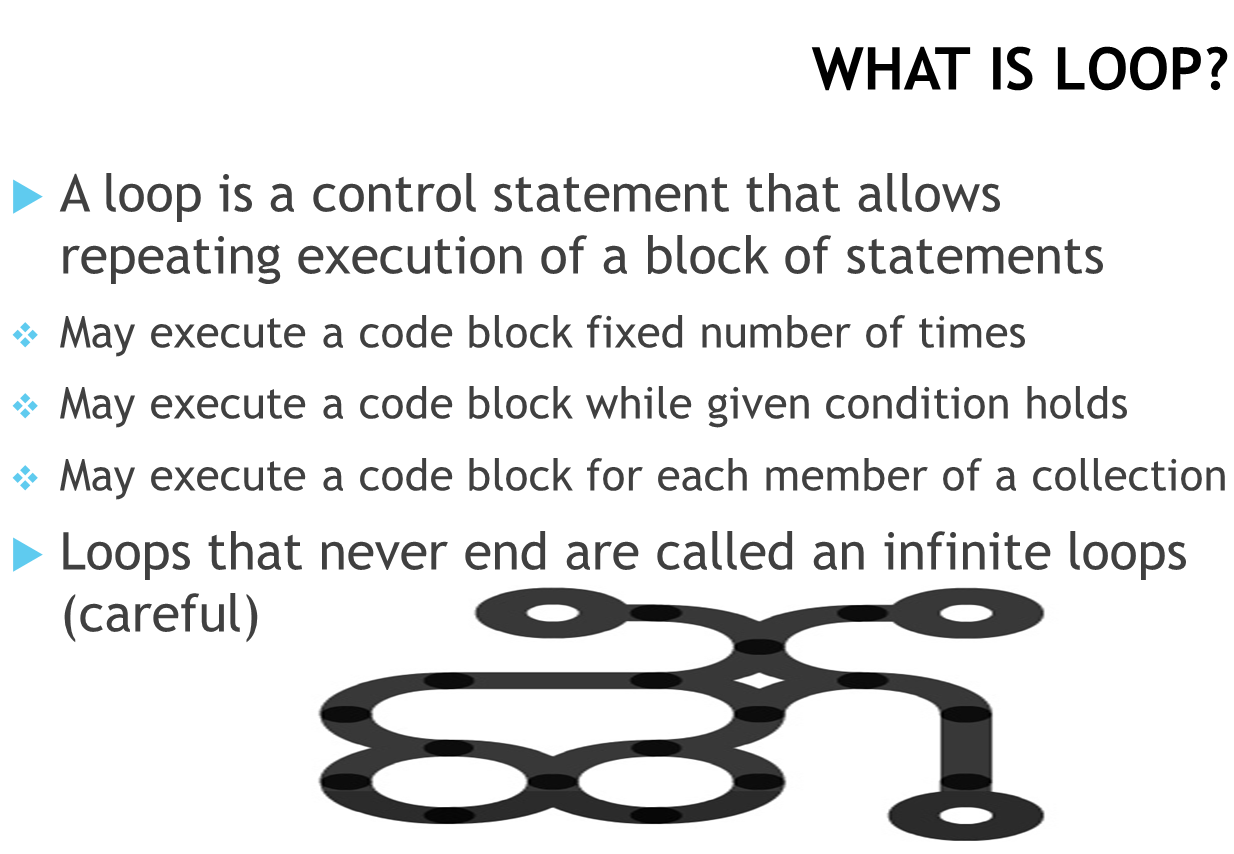 WHAT IS LOOP?
A loop is a control statement that allows
repeating execution of a block of statements
May execute a code block fixed number of times
May execute a code block while given condition holds
May execute a code block for each member of a collection
Loops that never end are called an infinite loops
(careful)